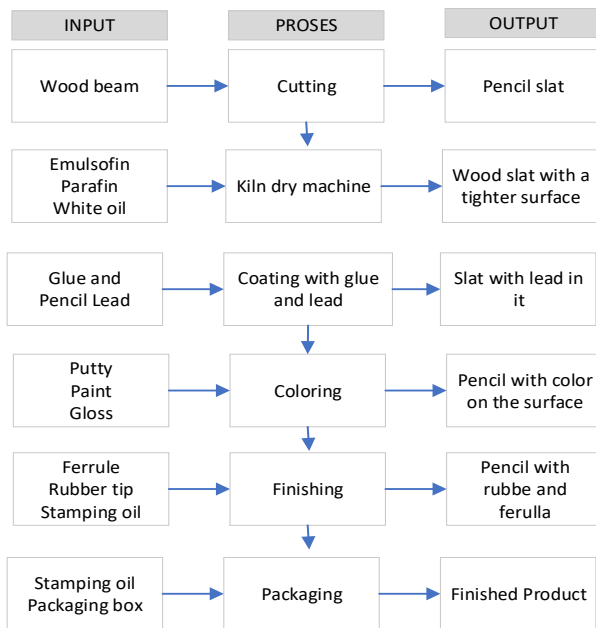 INPUT
PROSES
OUTPUT
Wood beam
Cutting
Pencil slat
Emulsofin
Parafin
White oil
Kiln dry machine
Wood slat with a
tighter surface
Glue and
Pencil Lead
Coating with glue
and lead
Slat with lead in
it
Putty
Paint
Gloss
Coloring
Pencil with color
on the surface
Ferrule
Rubber tip
Stamping oil
Finishing
Pencil with
rubbe and
ferulla
Stamping oil
Packaging box
Packaging
Finished Product